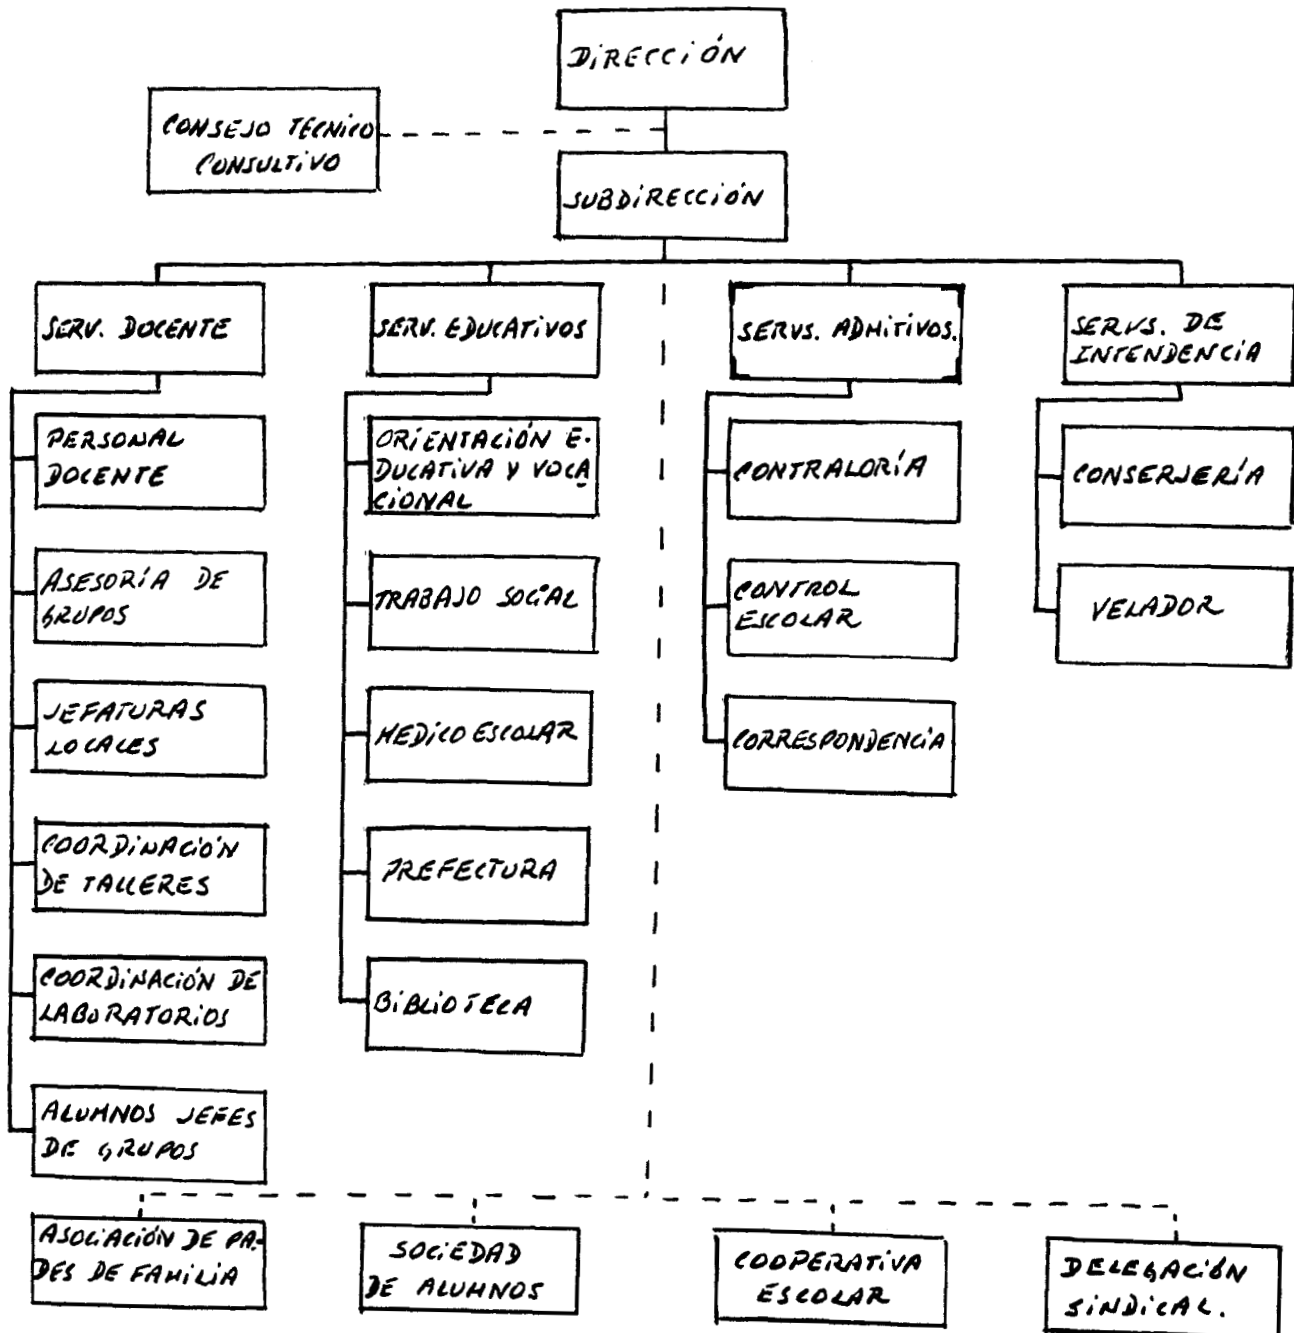 DIRECCIÓN
CONSEJO TECNICO
CONSULTIVO
SUBDIRECCIÓN
SERV. DOCENTE
SERV. EDUCATIVOS
SERVS. ADMITIVOS.
SERVS. DE
INTENDENCIA
PERSONAL
DOCENTE
ORIENTACIÓN E-
DUCATIVA Y VOCA
CIONAL
CONTRALORÍA
CONSERJERÍA
ASESORÍA DE
GRUPOS
TRABAJO SOCIAL
CONTROL
ESCOLAR
VELADOR
JEFATURAS
LOCALES
MEDICO ESCOLAR
CORRESPONDENCIA
COORDINACIÓN
DE TALLERES
PREFECTURA
COORDINACIÓN DE
LABORATORIOS
BIBLIOTECA
ALUMNOS JEFES
DE GRUPOS
ASOCIACIÓN DE PA-
DES DE FAMILIA
SOCIEDAD
DE ALUMNOS
COOPERATIVA
ESCOLAR
DELEGACIÓN
SINDICAL.